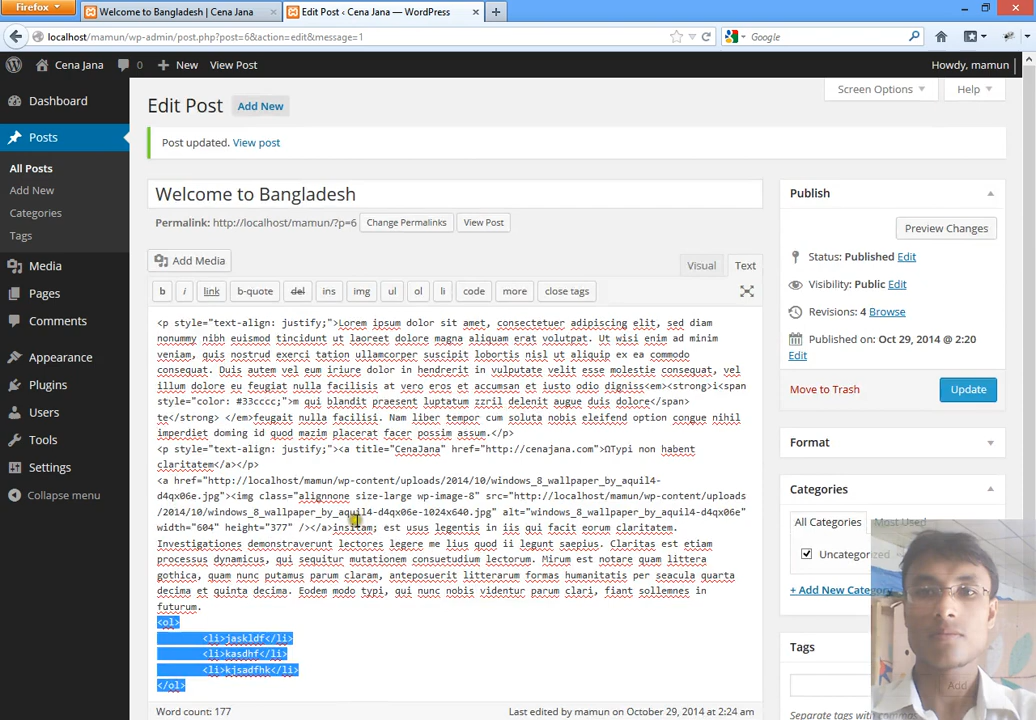 Firefox
Welcome to Bangladesh | Cena Jana
Edit Post ‹ Cena Jana — WordPress
localhost/mamun/wp-admin/post.php?post=6&action=edit&message=1
Google
Cena Jana
0
New
View Post
Howdy, mamun
Dashboard
Posts
All Posts
Add New
Categories
Tags
Media
Pages
Comments
Appearance
Plugins
Users
Tools
Settings
Collapse menu
Screen Options
Help
Edit Post
Add New
Post updated. View post
Welcome to Bangladesh
Permalink: http://localhost/mamun/?p=6
Change Permalinks
View Post
Add Media
Visual
Text
b
i
link
b-quote
del
ins
img
ul
ol
li
code
more
close tags
<p style="text-align: justify;">Lorem ipsum dolor sit amet, consectetuer adipiscing elit, sed diam
nonummy nibh euismod tincidunt ut laoreet dolore magna aliquam erat volutpat. Ut wisi enim ad minim
veniam, quis nostrud exerci tation ullamcorper suscipit lobortis nisl ut aliquip ex ea commodo
consequat. Duis autem vel eum iriure dolor in hendrerit in vulputate velit esse molestie consequat, vel
illum dolore eu feugiat nulla facilisis at vero eros et accumsan et iusto odio digniss<em><strong>i<span
style="color: #33cccc;">m qui blandit praesent luptatum zzril delenit augue duis dolore</span>
te</strong> </em>feugait nulla facilisi. Nam liber tempor cum soluta nobis eleifend option congue nihil
imperdiet doming id quod mazim placerat facer possim assum.</p>
<p style="text-align: justify;"><a title="CenaJana" href="http://cenajana.com">OTypi non habent
claritatem</a></p>
<a href="http://localhost/mamun/wp-content/uploads/2014/10/windows_8_wallpaper_by_aquil4-
d4qx06e.jpg"><img class="alignnone size-large wp-image-8" src="http://localhost/mamun/wp-content/uploads
/2014/10/windows_8_wallpaper_by_aquil4-d4qx06e-1024x640.jpg" alt="windows_8_wallpaper_by_aquil4-d4qx06e"
width="604" height="377" /></a>insitam; est usus legentis in iis qui facit eorum claritatem.
Investigationes demonstraverunt lectores legere me lius quod ii legunt saepius. Claritas est etiam
processus dynamicus, qui sequitur mutationem consuetudium lectorum. Mirum est notare quam littera
gothica, quam nunc putamus parum claram, anteposuerit litterarum formas humanitatis per seacula quarta
decima et quinta decima. Eodem modo typi, qui nunc nobis videntur parum clari, fiant sollemnes in
futurum.
<ol>
<li>jaskldf</li>
<li>kasdhf</li>
<li>kjsadfhk</li>
</ol>
Word count: 177
Last edited by mamun on October 29, 2014 at 2:24 am
Publish
Preview Changes
Status: Published Edit
Visibility: Public Edit
Revisions: 4 Browse
Published on: Oct 29, 2014 @ 2:20
Edit
Move to Trash
Update
Format
Categories
All Categories
Most Used
Uncategorized
+ Add New Category
Tags
Add
Separate tags with commas